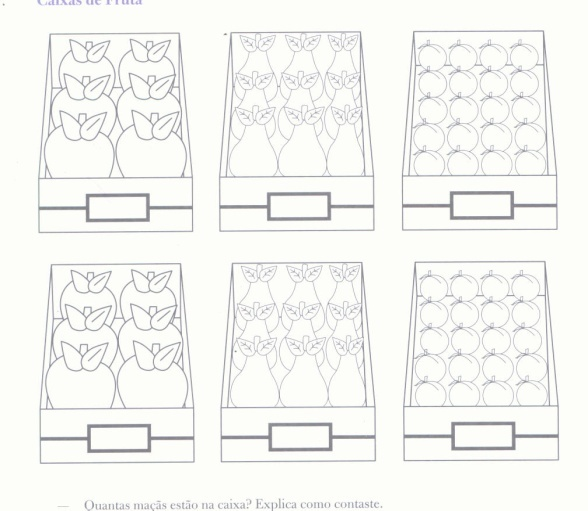 Caixas de Fruta
— Quantas maçãs estão na caixa? Explica como contaste.